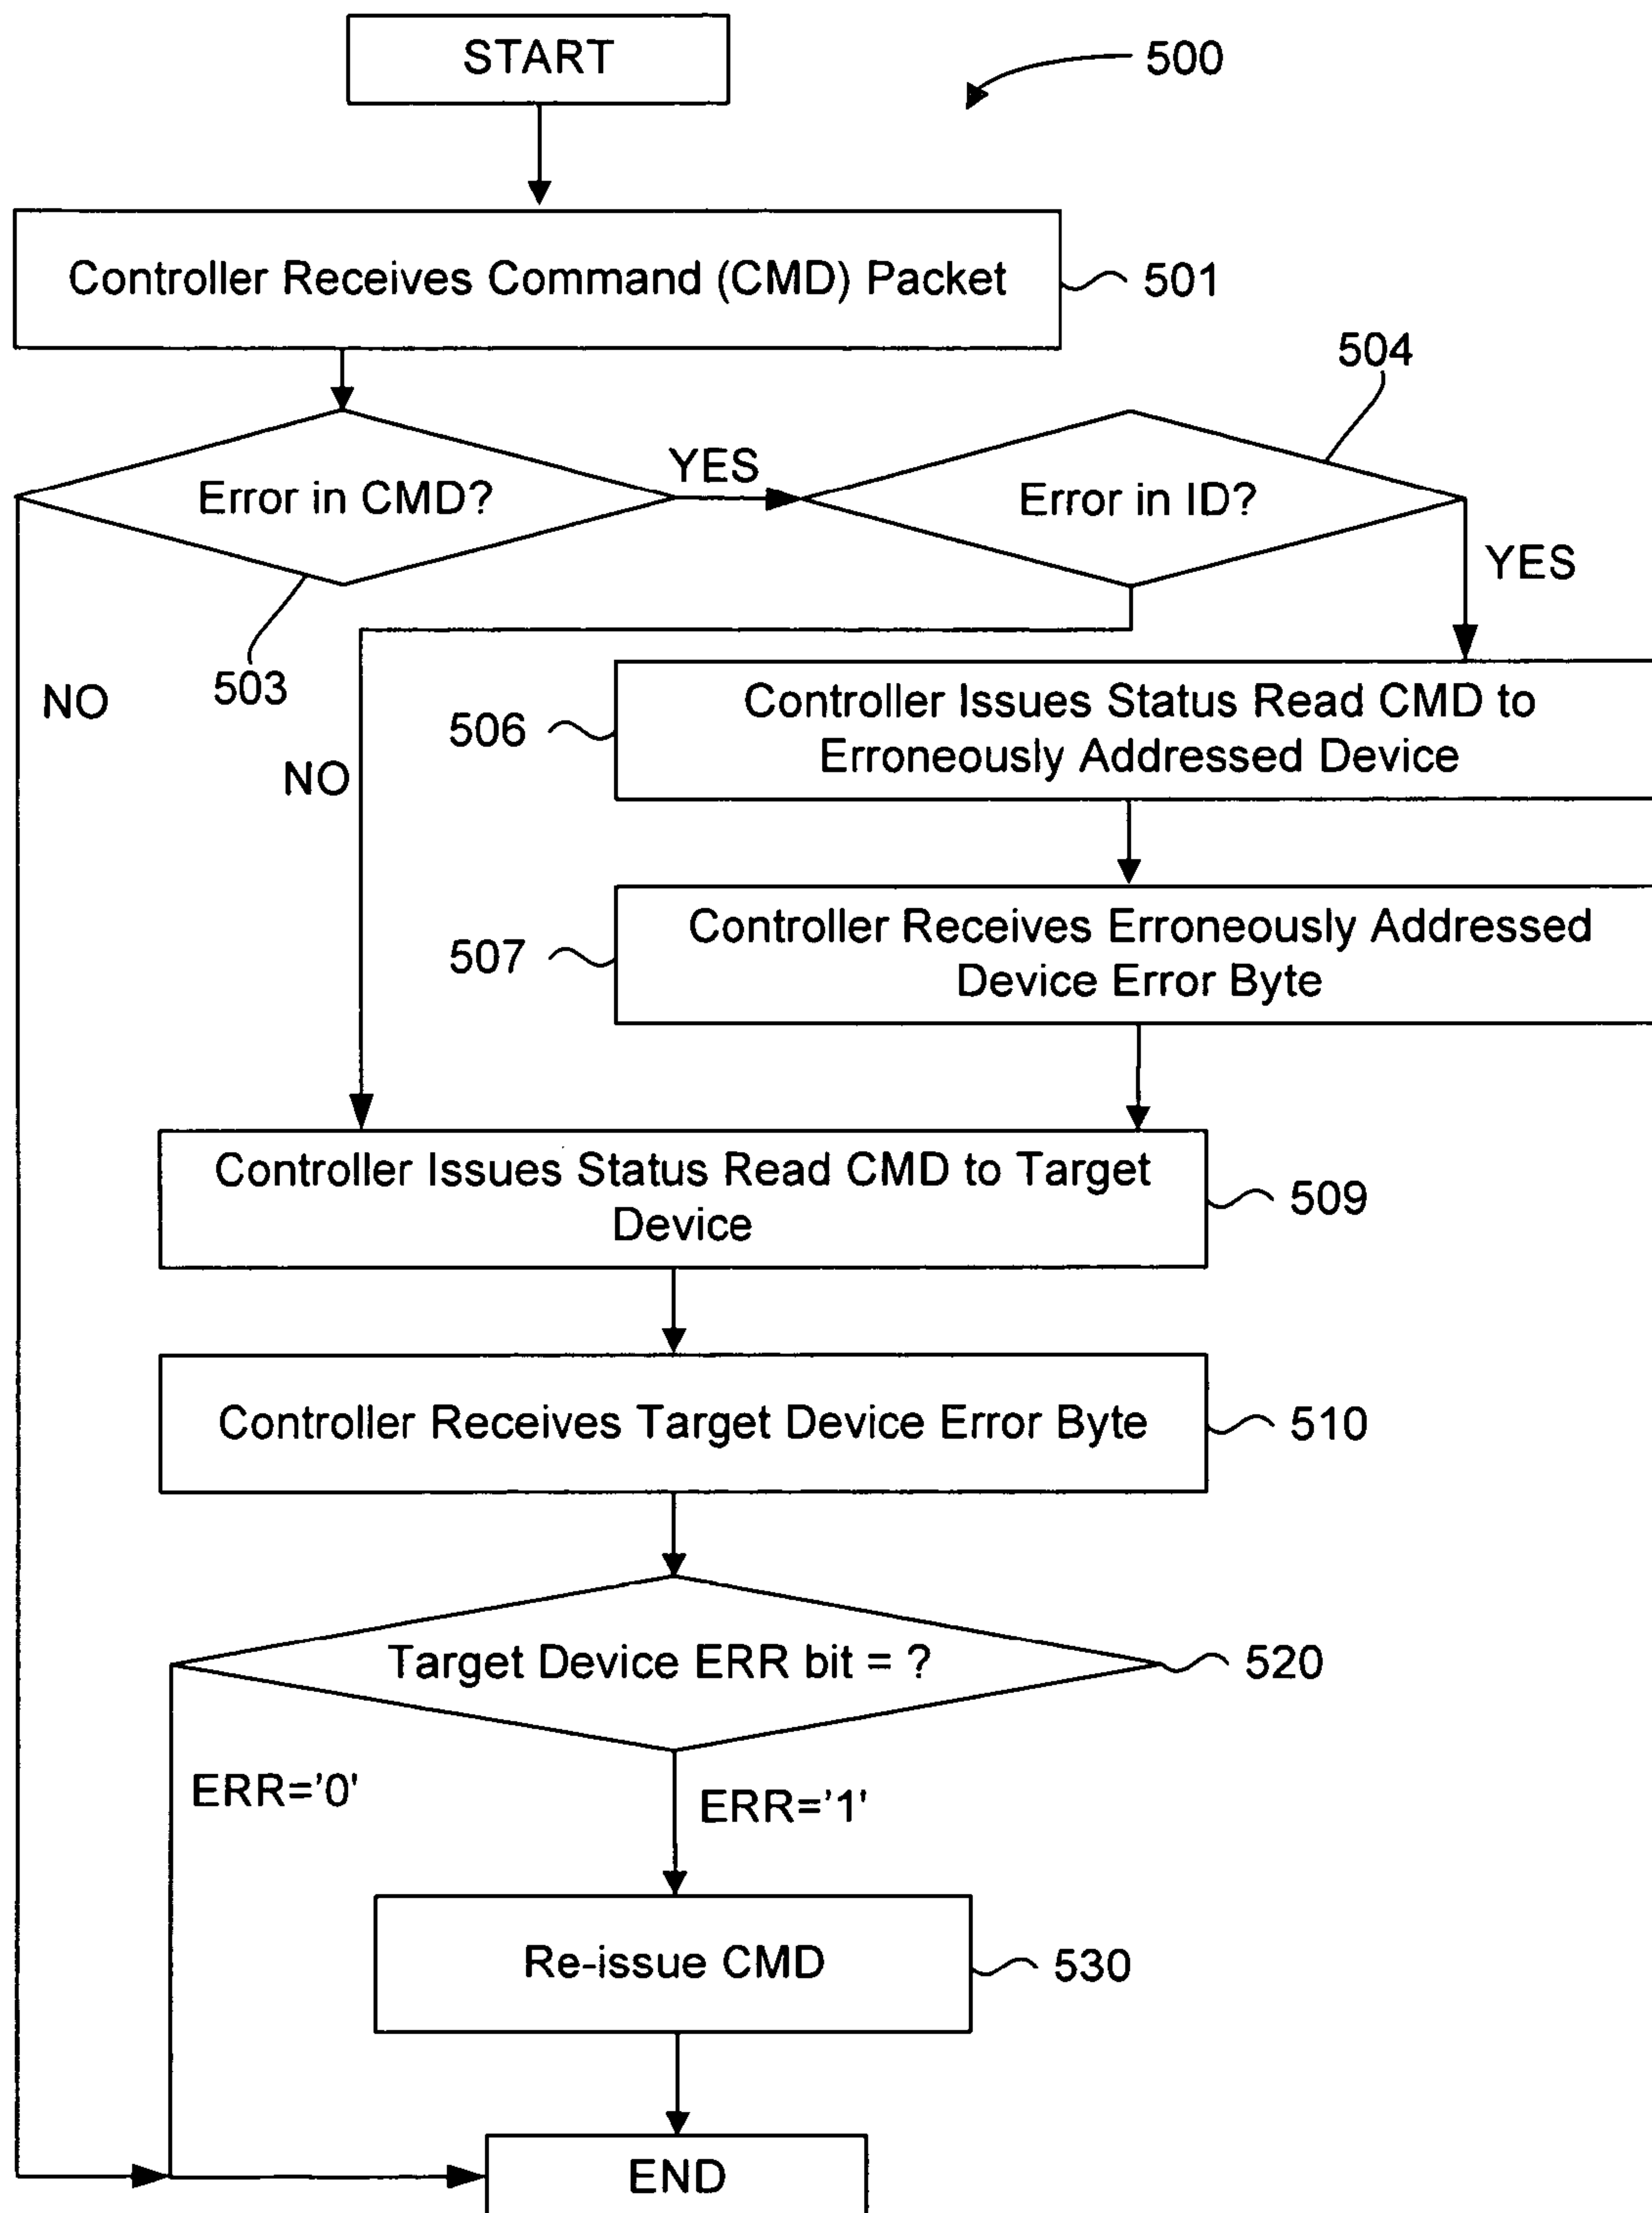 START
500
Controller Receives Command (CMD) Packet
501
504
Error in CMD?
YES
Error in ID?
YES
503
NO
NO
506
Controller Issues Status Read CMD to
Erroneously Addressed Device
507
Controller Receives Erroneously Addressed
Device Error Byte
Controller Issues Status Read CMD to Target
Device
509
Controller Receives Target Device Error Byte
510
Target Device ERR bit = ?
520
ERR='0'
ERR='1'
Re-issue CMD
530
END